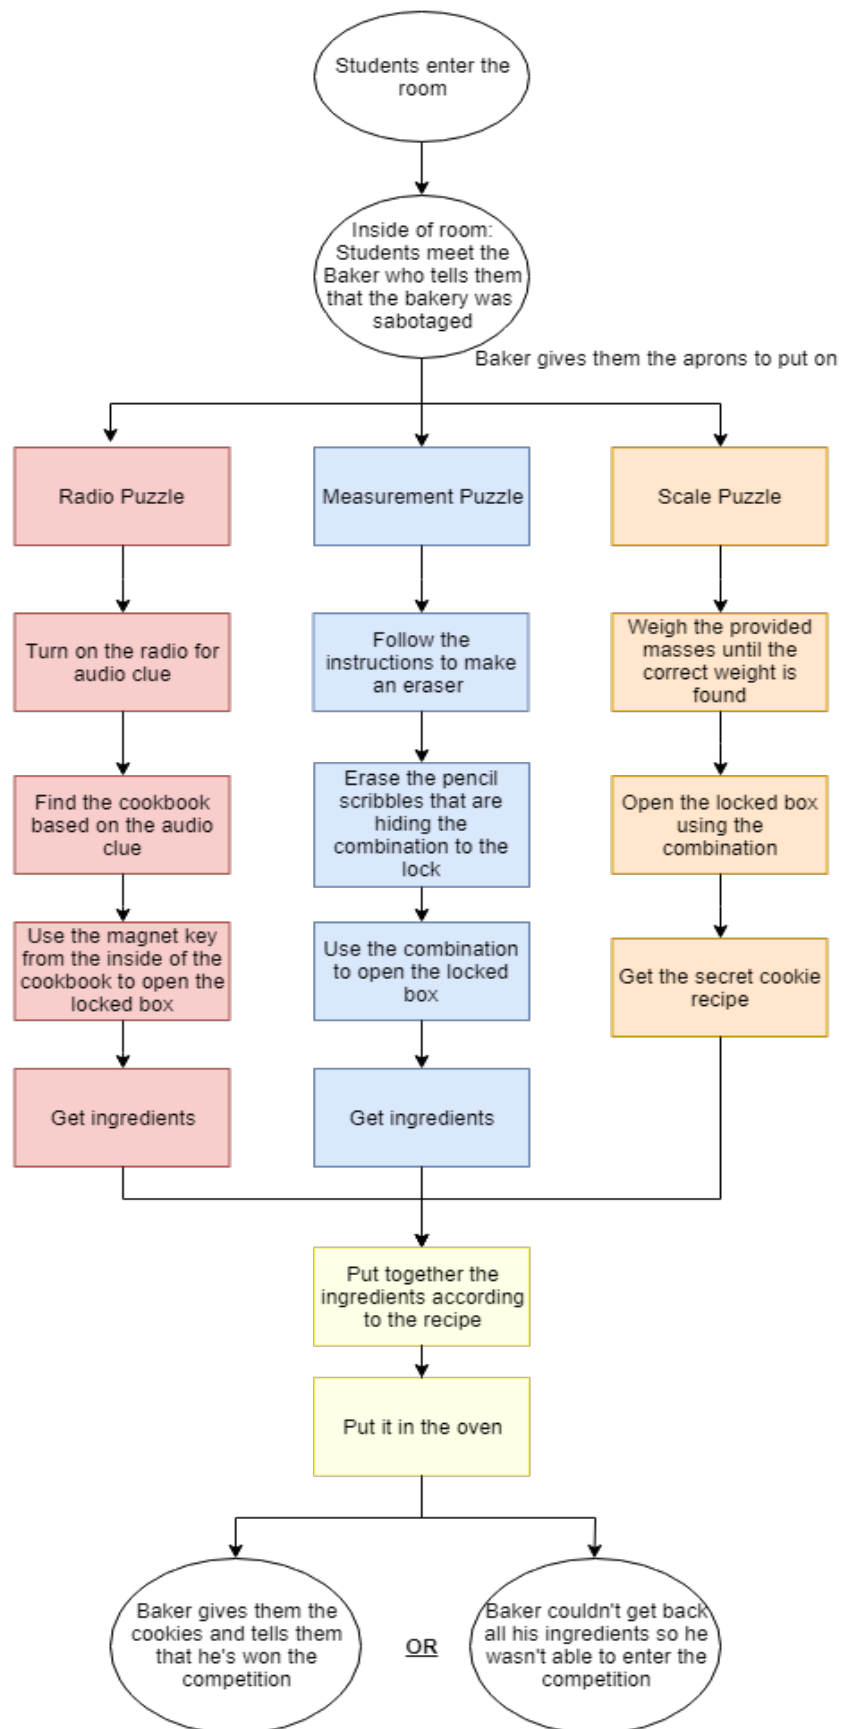 Students enter the
room
Inside of room:
Students meet the
Baker who tells them
that the bakery was
sabotaged
Baker gives them the aprons to put on
Radio Puzzle
Measurement Puzzle
Scale Puzzle
Turn on the radio for
audio clue
Follow the
instructions to make
an eraser
Weigh the provided
masses until the
correct weight is
found
Find the cookbook
based on the audio
clue
Erase the pencil
scribbles that are
hiding the
combination to the
lock
Open the locked box
using the
combination
Use the magnet key
from the inside of the
cookbook to open the
locked box
Use the combination
to open the locked
box
Get the secret cookie
recipe
Get ingredients
Get ingredients
Put together the
ingredients according
to the recipe
Put it in the oven
Baker gives them the
cookies and tells them
that he's won the
competition
OR
Baker couldn't get back
all his ingredients so he
wasn't able to enter the
competition